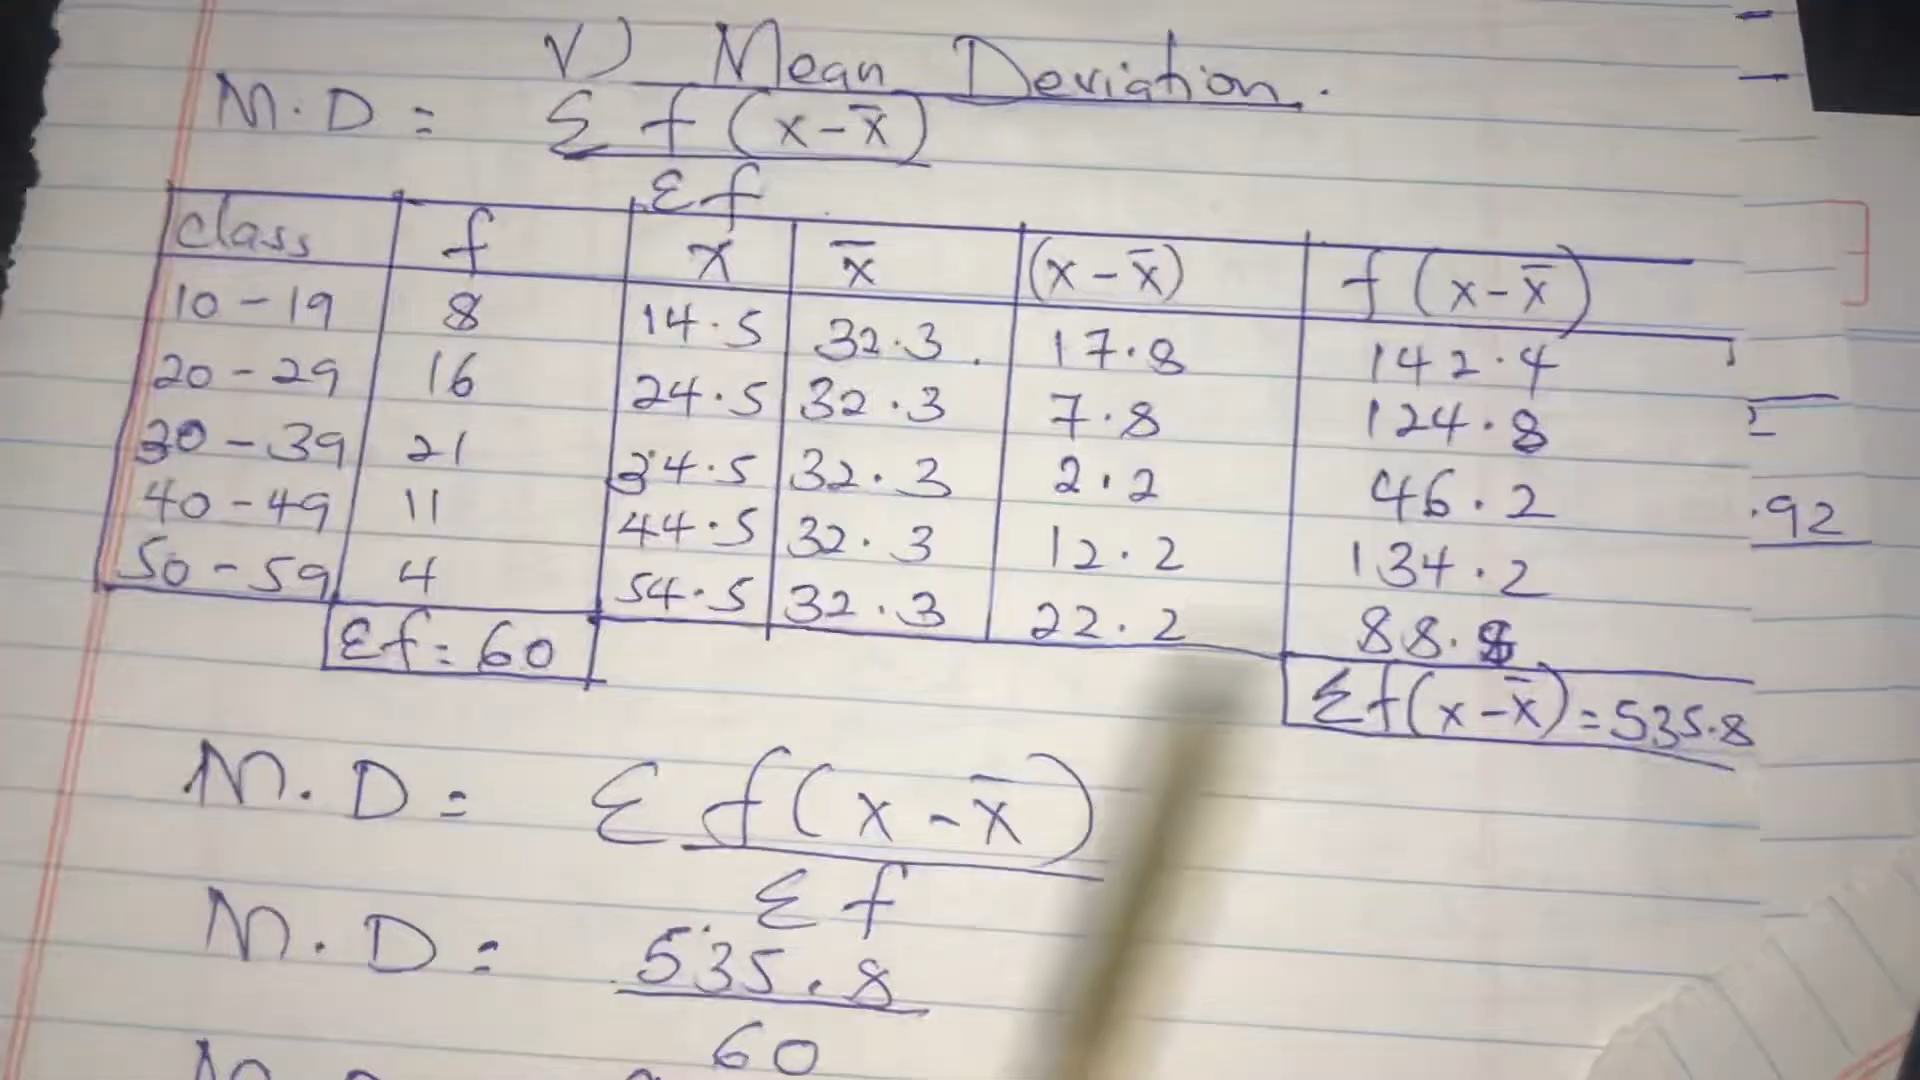 V) Mean Deviation.
M.D = Σf(x-x̄)
Σf
class f x x̄ (x-x̄) f(x-x̄)
10-19 8 14.5 32.3 17.8 142.4
20-29 16 24.5 32.3 7.8 124.8
30-39 21 34.5 32.3 2.2 46.2
40-49 11 44.5 32.3 12.2 134.2
50-59 4 54.5 32.3 22.2 88.8
Σf=60 Σf(x-x̄)=535.8
.92
M.D = Σf(x-x̄)
Σf
M.D = 535.8
60